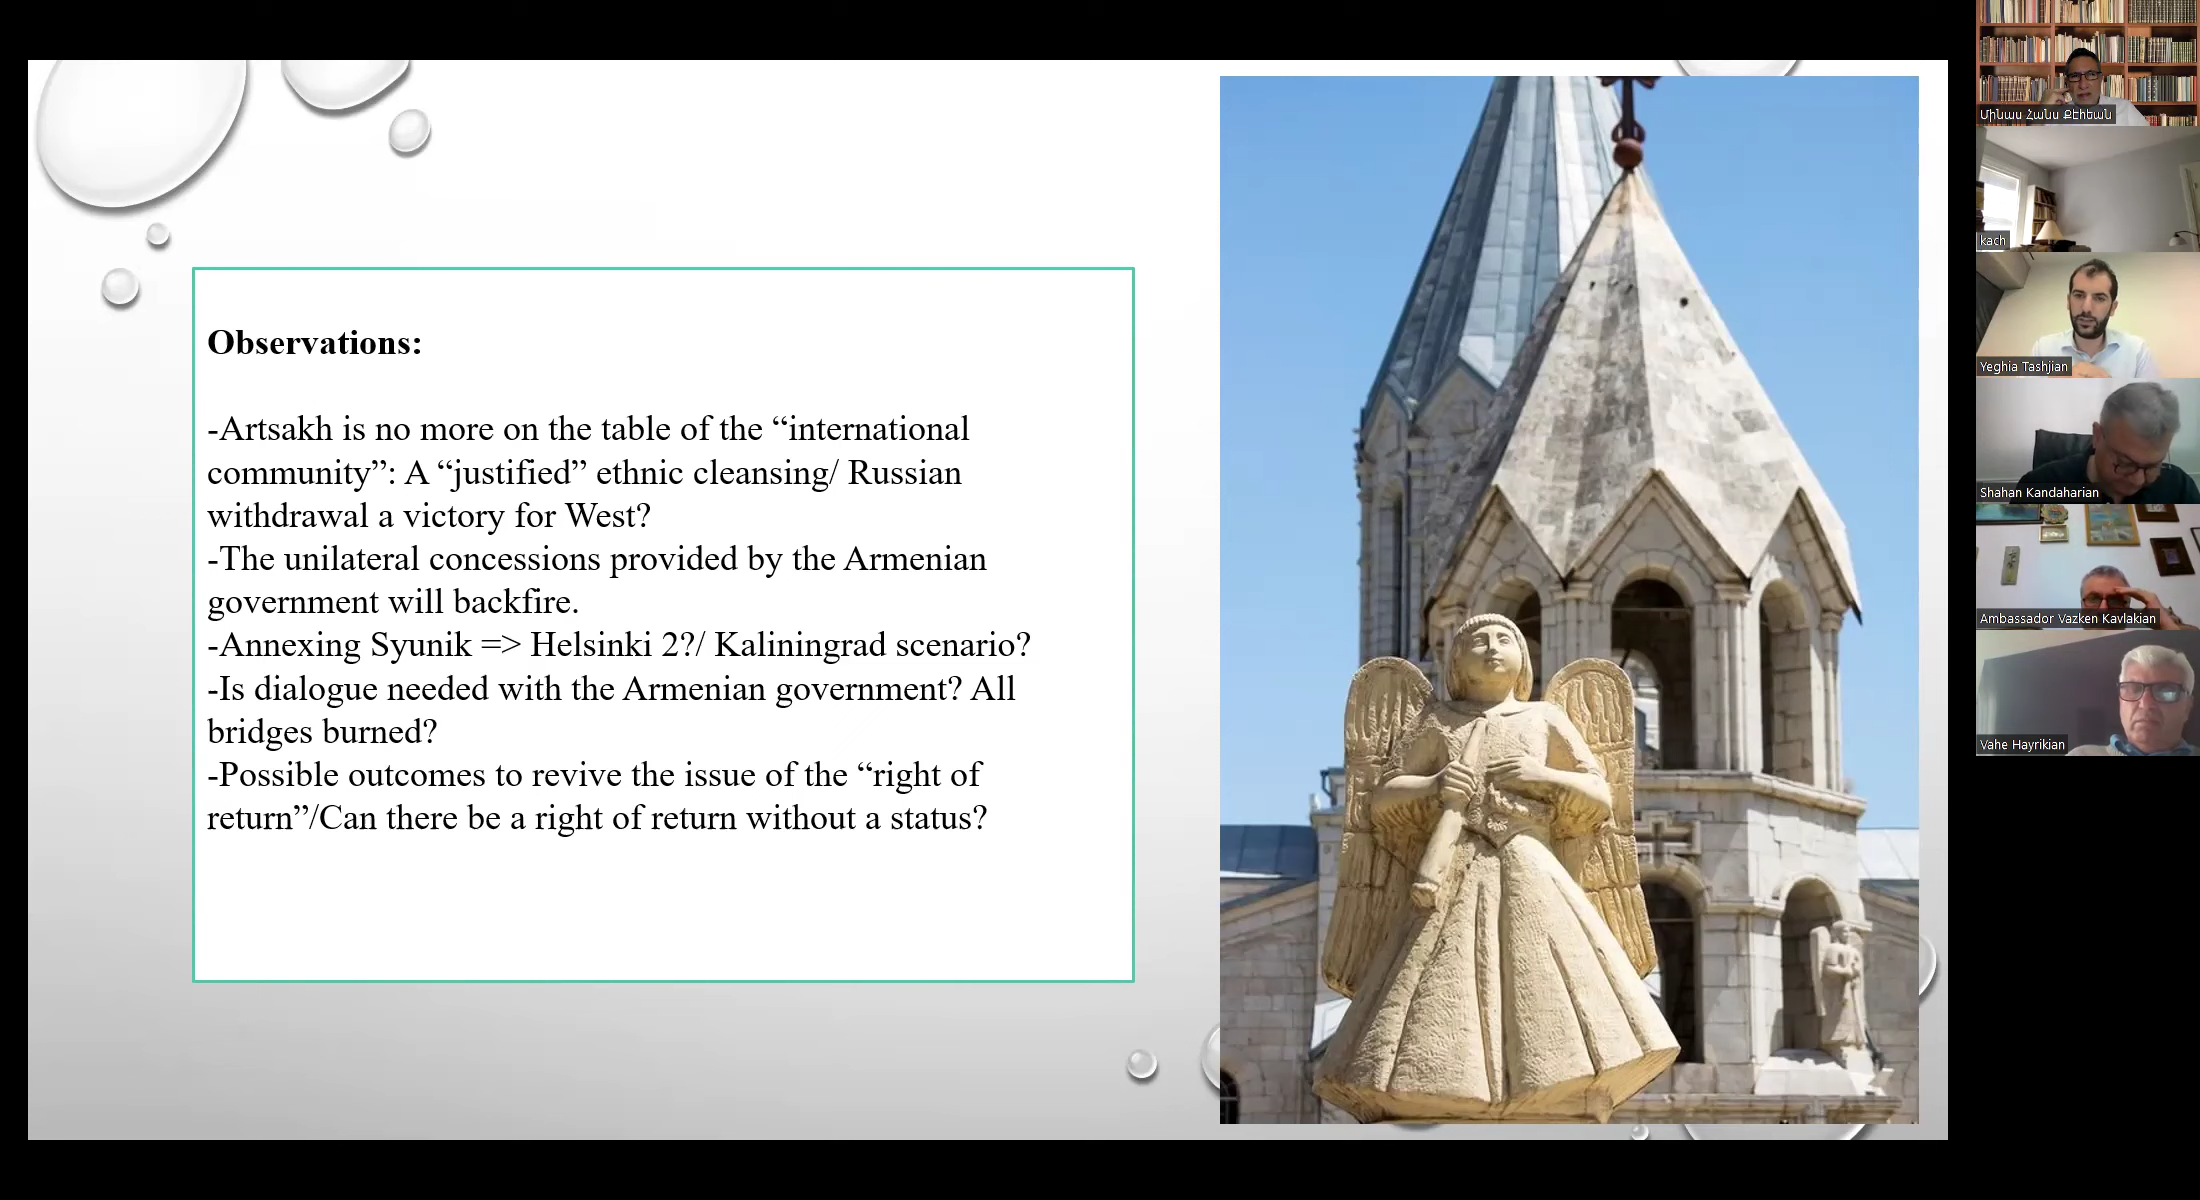 Observations:
-Artsakh is no more on the table of the “international
community”: A “justified” ethnic cleansing/ Russian
withdrawal a victory for West?
-The unilateral concessions provided by the Armenian
government will backfire.
-Annexing Syunik => Helsinki 2?/ Kaliningrad scenario?
-Is dialogue needed with the Armenian government? All
bridges burned?
-Possible outcomes to revive the issue of the “right of
return”/Can there be a right of return without a status?
Մինաս Հանս Քէհեան
kach
Yeghia Tashjian
Shahan Kandaharian
Ambassador Vazken Kavlakian
Vahe Hayrikian